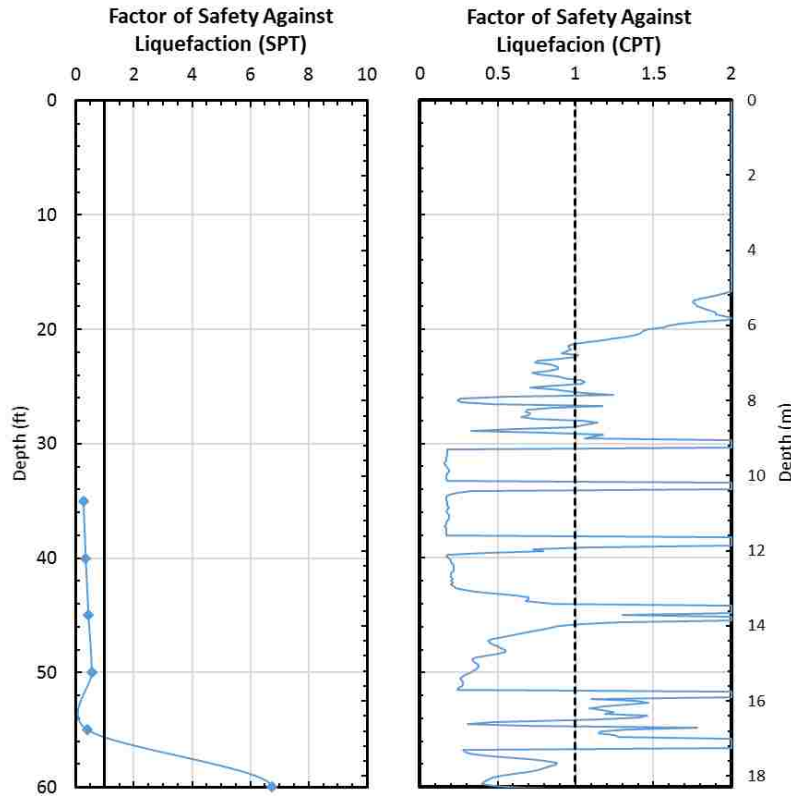 Factor of Safety Against
Liquefaction (SPT)
0 2 4 6 8 10
0
10
20
30
40
50
60
Depth (ft)
Factor of Safety Against
Liquefacion (CPT)
0 0.5 1 1.5 2
0
2
4
6
8
10
12
14
16
18
Depth (m)